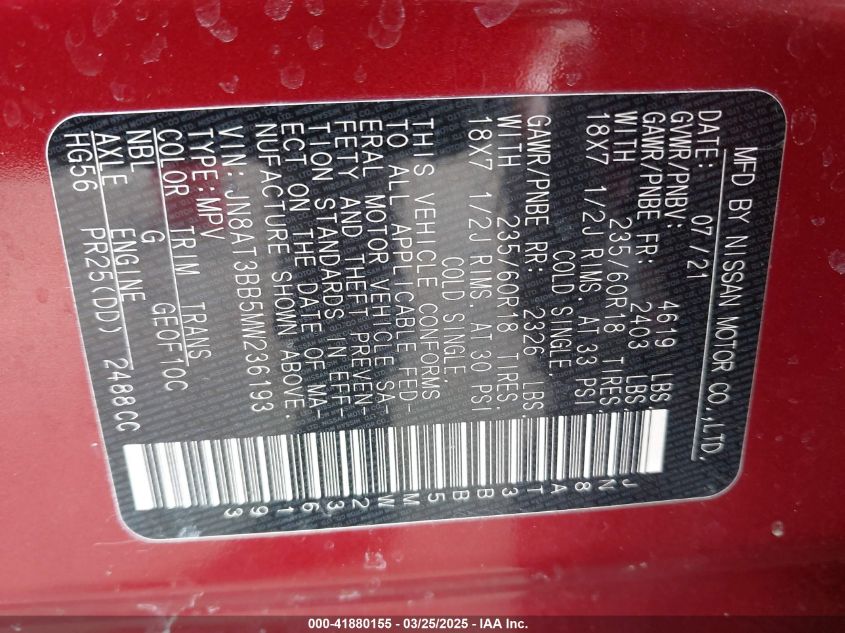 MFD BY NISSAN MOTOR CO.,LTD.
DATE: 07/21
GVWR/PNBV: 4619 LBS.
GAWR/PNBE FR: 2403 LBS.
WITH 235/60R18 TIRES,
18X7 1/2J RIMS, AT 33 PSI
COLD SINGLE.
GAWR/PNBE RR: 2326 LBS.
WITH 235/60R18 TIRES,
18X7 1/2J RIMS, AT 30 PSI
COLD SINGLE.
THIS VEHICLE CONFORMS
TO ALL APPLICABLE FED-
ERAL MOTOR VEHICLE SA-
FETY AND THEFT PREVEN-
TION STANDARDS IN EFF-
ECT ON THE DATE OF MA-
NUFACTURE SHOWN ABOVE.
VIN: JN8AT3BB5MW236193
TYPE: MPV
COLOR TRIM TRANS
NBL G GEOF10C
AXLE ENGINE
HG56 PR25(DD) 2488CC
JN8AT3BB5MW236193
000-41880155 - 03/25/2025 - IAA Inc.